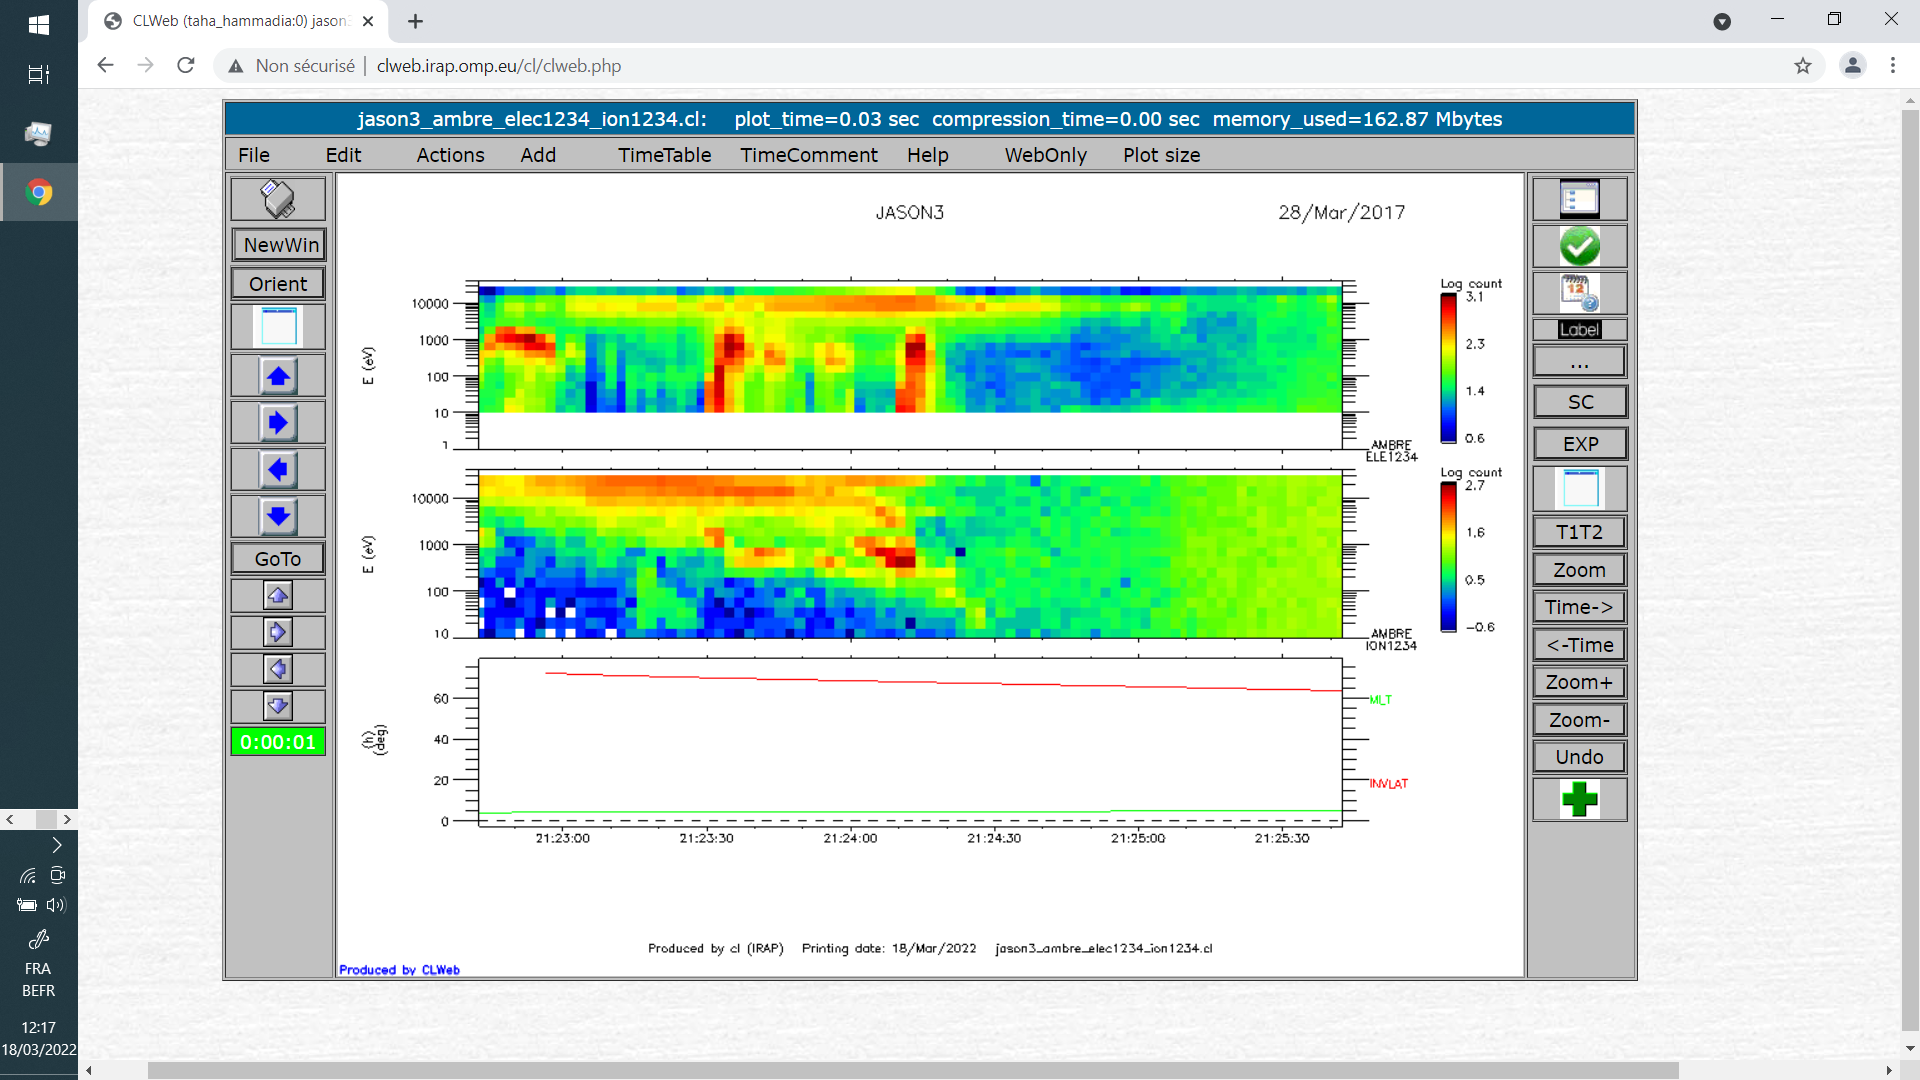 CLWeb (taha_hammadia:0) jason3
Non sécurisé | clweb.irap.omp.eu/cl/clweb.php
jason3_ambre_elec1234_ion1234.cl: plot_time=0.03 sec compression_time=0.00 sec memory_used=162.87 Mbytes
File Edit Actions Add TimeTable TimeComment Help WebOnly Plot size
NewWin
Orient
GoTo
0:00:01
JASON3 28/Mar/2017
Log count
3.1
2.3
1.4
0.6
10000
1000
100
10
1
E (eV)
AMBRE
ELE1234
Log count
2.7
1.6
0.5
-0.6
10000
1000
100
10
E (eV)
AMBRE
ION1234
60
40
20
0
(h)
(deg)
MLT
INVLAT
21:23:00 21:23:30 21:24:00 21:24:30 21:25:00 21:25:30
Produced by cl (IRAP) Printing date: 18/Mar/2022 jason3_ambre_elec1234_ion1234.cl
Produced by CLWeb
12
Label
...
SC
EXP
T1T2
Zoom
Time->
<-Time
Zoom+
Zoom-
Undo
FRA
BEFR
12:17
18/03/2022